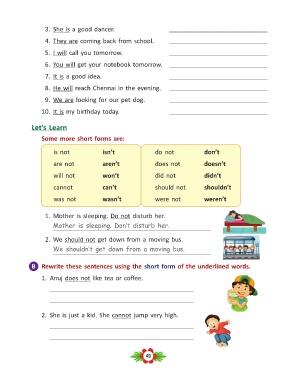 3. She is a good dancer.
4. They are coming back from school.
5. I will call you tomorrow.
6. You will get your notebook tomorrow.
7. It is a good idea.
8. He will reach Chennai in the evening.
9. We are looking for our pet dog.
10. It is my birthday today.
Let's Learn
Some more short forms are:
is not isn't do not don't
are not aren't does not doesn't
will not won't did not didn't
cannot can't should not shouldn't
was not wasn't were not weren't
1. Mother is sleeping. Do not disturb her.
Mother is sleeping. Don't disturb her.
2. We should not get down from a moving bus.
We shouldn't get down from a moving bus.
B Rewrite these sentences using the short form of the underlined words.
1. Anuj does not like tea or coffee.
2. She is just a kid. She cannot jump very high.
49